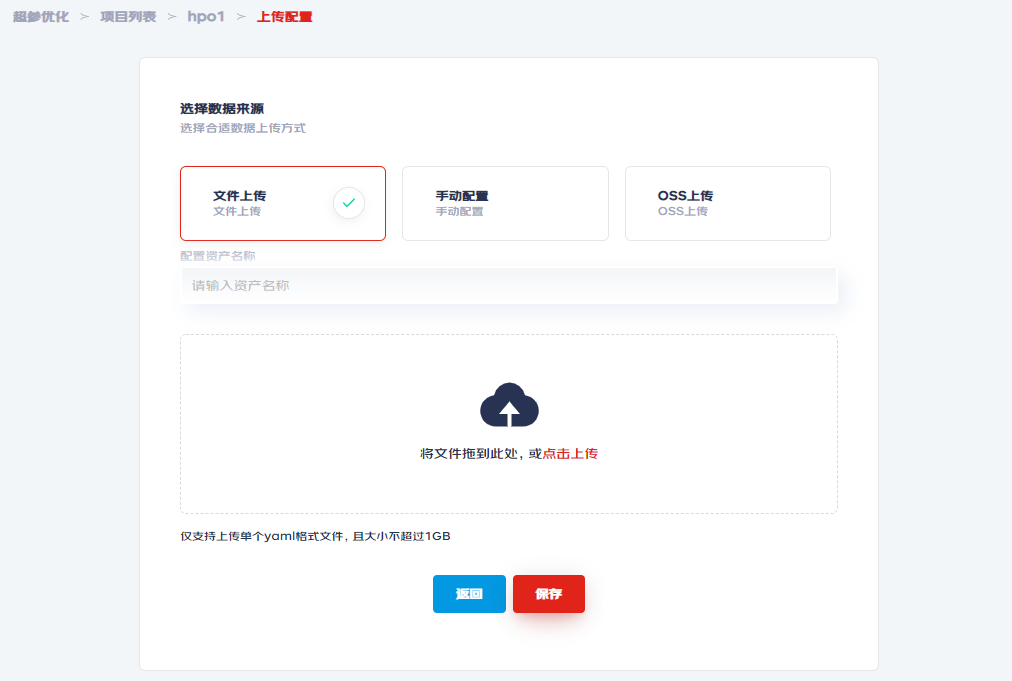 超参优化 > 项目列表 > hpo1 > 上传配置
选择数据来源
选择合适数据上传方式
文件上传
文件上传
手动配置
手动配置
OSS上传
OSS上传
配置资产名称
请输入资产名称
将文件拖到此处, 或点击上传
仅支持上传单个yaml格式文件, 且大小不超过1GB
返回
保存